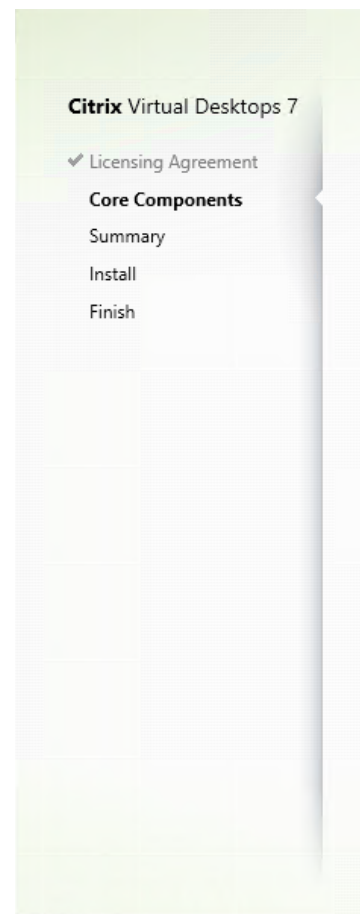 Citrix Virtual Desktops 7
Licensing Agreement
Core Components
Summary
Install
Finish